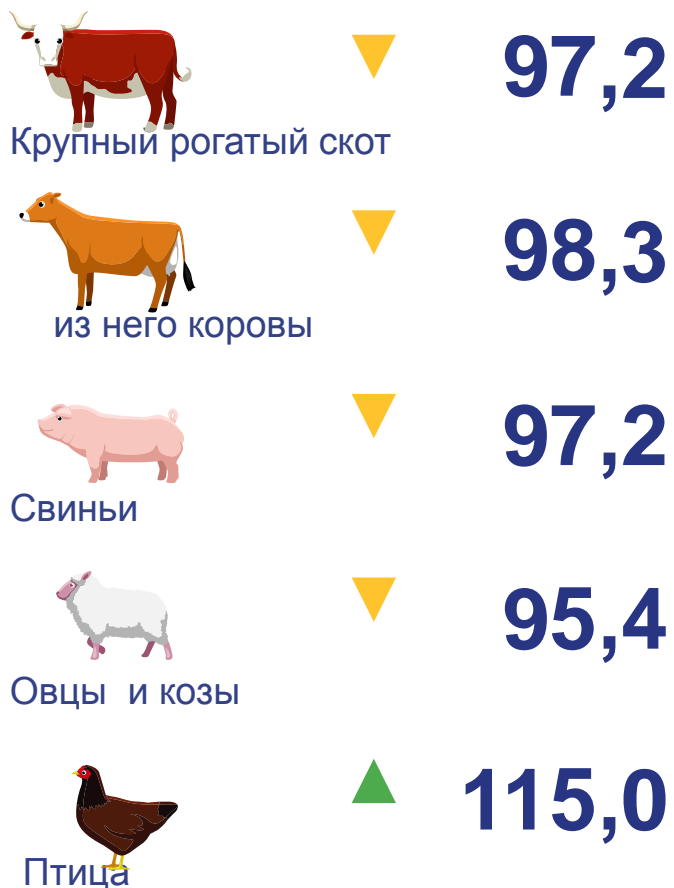 97,2
Крупный рогатый скот
98,3
из него коровы
97,2
Свиньи
95,4
Овцы  и козы
115,0
Птица